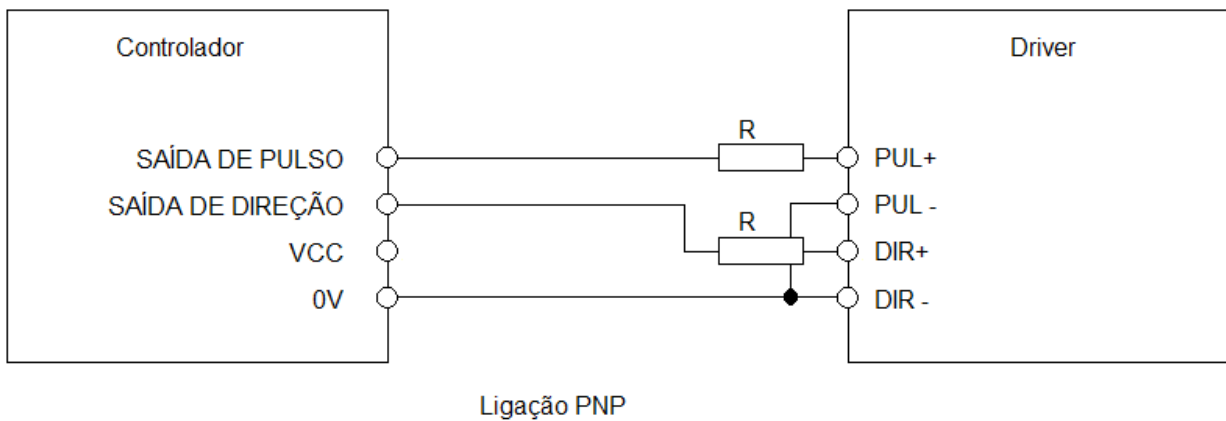 Controlador
Driver
SAÍDA DE PULSO
R
PUL+
SAÍDA DE DIREÇÃO
PUL -
R
VCC
DIR+
0V
DIR -
Ligação PNP